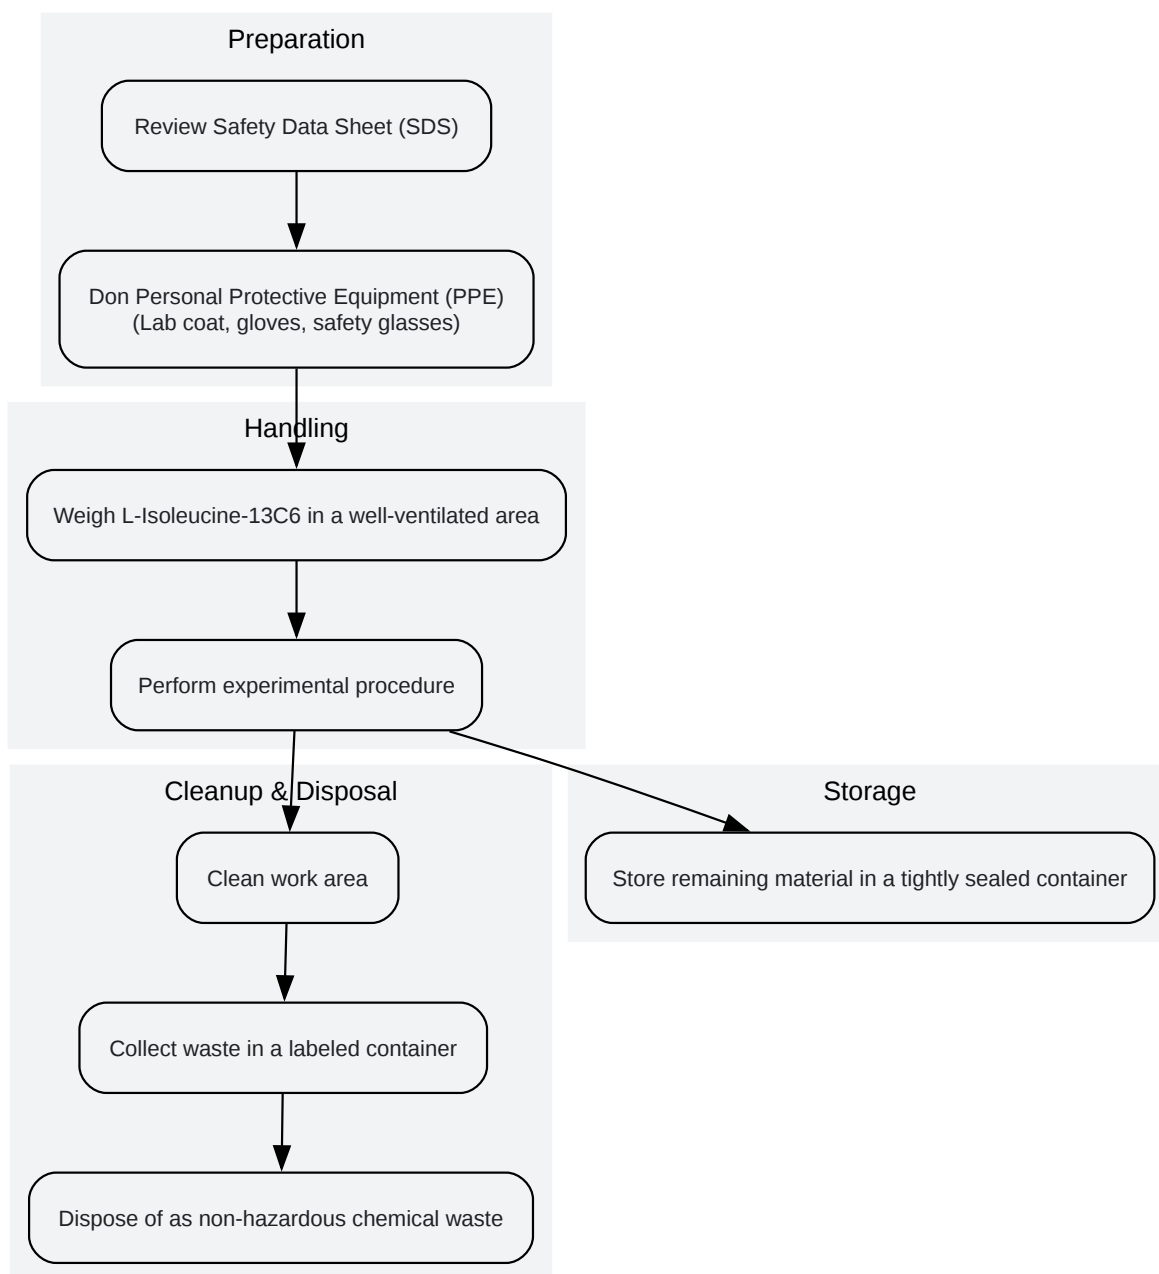 Preparation
Review Safety Data Sheet (SDS)
Don Personal Protective Equipment (PPE)
(Lab coat, gloves, safety glasses)
Handling
Weigh L-Isoleucine-13C6 in a well-ventilated area
Perform experimental procedure
Cleanup & Disposal
Clean work area
Collect waste in a labeled container
Dispose of as non-hazardous chemical waste
Storage
Store remaining material in a tightly sealed container